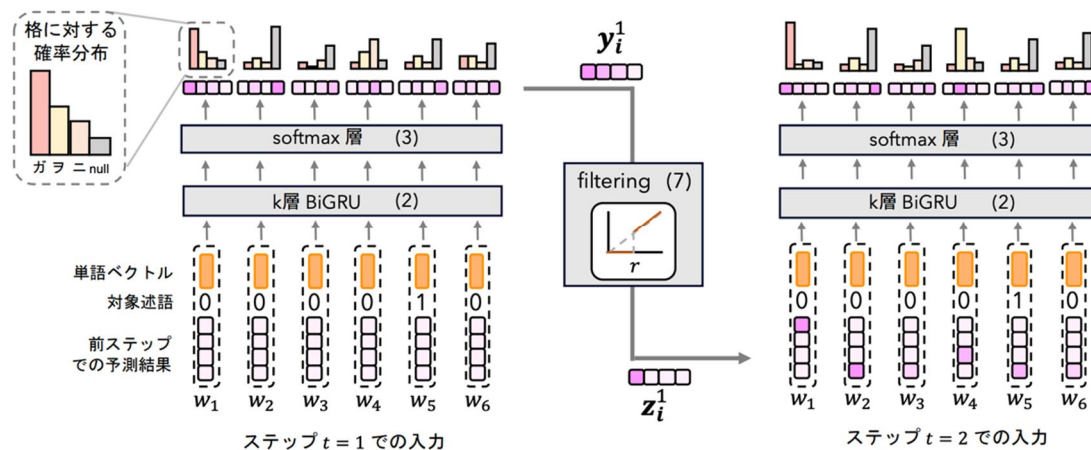 格に対する
確率分布
ガ ヲ ニ null
softmax 層 (3)
k層 BiGRU (2)
単語ベクトル
対象述語
0 0 0 0 1 0
前ステップ
での予測結果
w₁ w₂ w₃ w₄ w₅ w₆
ステップ t = 1 での入力
y_i^1
filtering (7)
r
z_i^1
softmax 層 (3)
k層 BiGRU (2)
0 0 0 0 1 0
w₁ w₂ w₃ w₄ w₅ w₆
ステップ t = 2 での入力